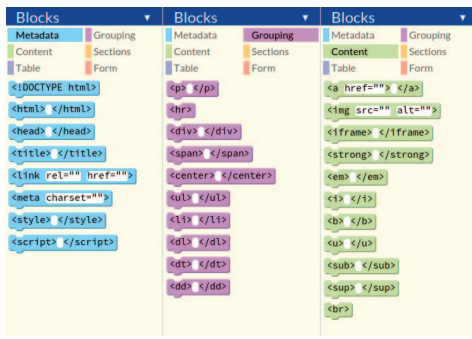 Blocks ▼
Metadata Grouping
Content Sections
Table Form
<!DOCTYPE html>
<html> </html>
<head> </head>
<title> </title>
<link rel="" href="">
<meta charset="">
<style> </style>
<script> </script>
Blocks ▼
Metadata Grouping
Content Sections
Table Form
<p> </p>
<hr>
<div> </div>
<span> </span>
<center> </center>
<ul> </ul>
<li> </li>
<dl> </dl>
<dt> </dt>
<dd> </dd>
Blocks ▼
Metadata Grouping
Content Sections
Table Form
<a href=""> </a>
<img src="" alt="">
<iframe> </iframe>
<strong> </strong>
<em> </em>
<i> </i>
<b> </b>
<u> </u>
<sub> </sub>
<sup> </sup>
<br>